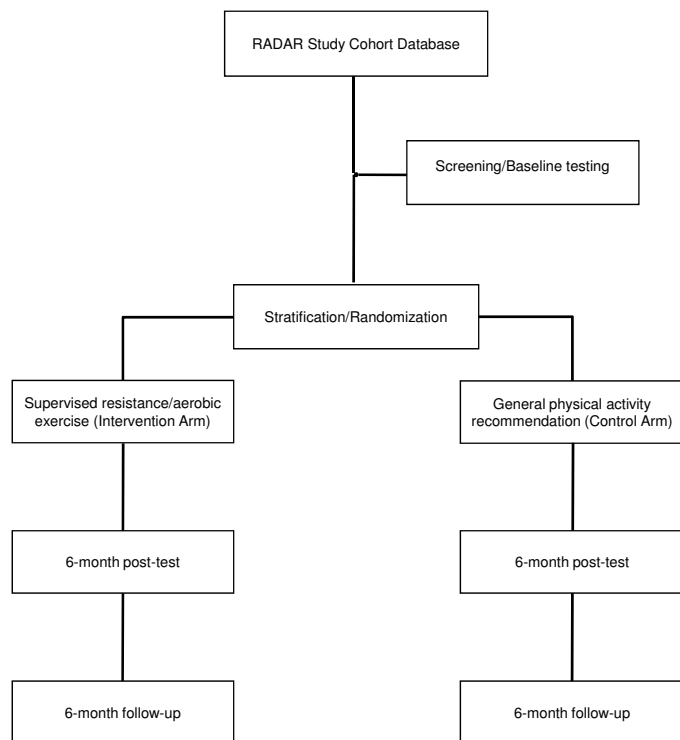 RADAR Study Cohort Database
Screening/Baseline testing
Stratification/Randomization
Supervised resistance/aerobic
exercise (Intervention Arm)
General physical activity
recommendation (Control Arm)
6-month post-test
6-month post-test
6-month follow-up
6-month follow-up